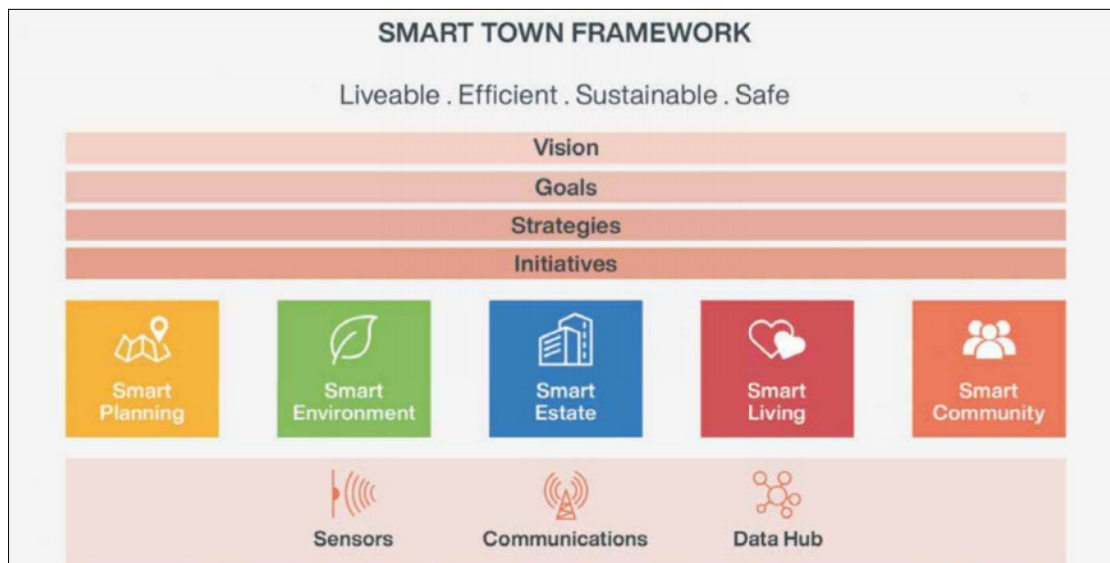 SMART TOWN FRAMEWORK
Liveable . Efficient . Sustainable . Safe
Vision
Goals
Strategies
Initiatives
Smart
Planning
Smart
Environment
Smart
Estate
Smart
Living
Smart
Community
Sensors
Communications
Data Hub